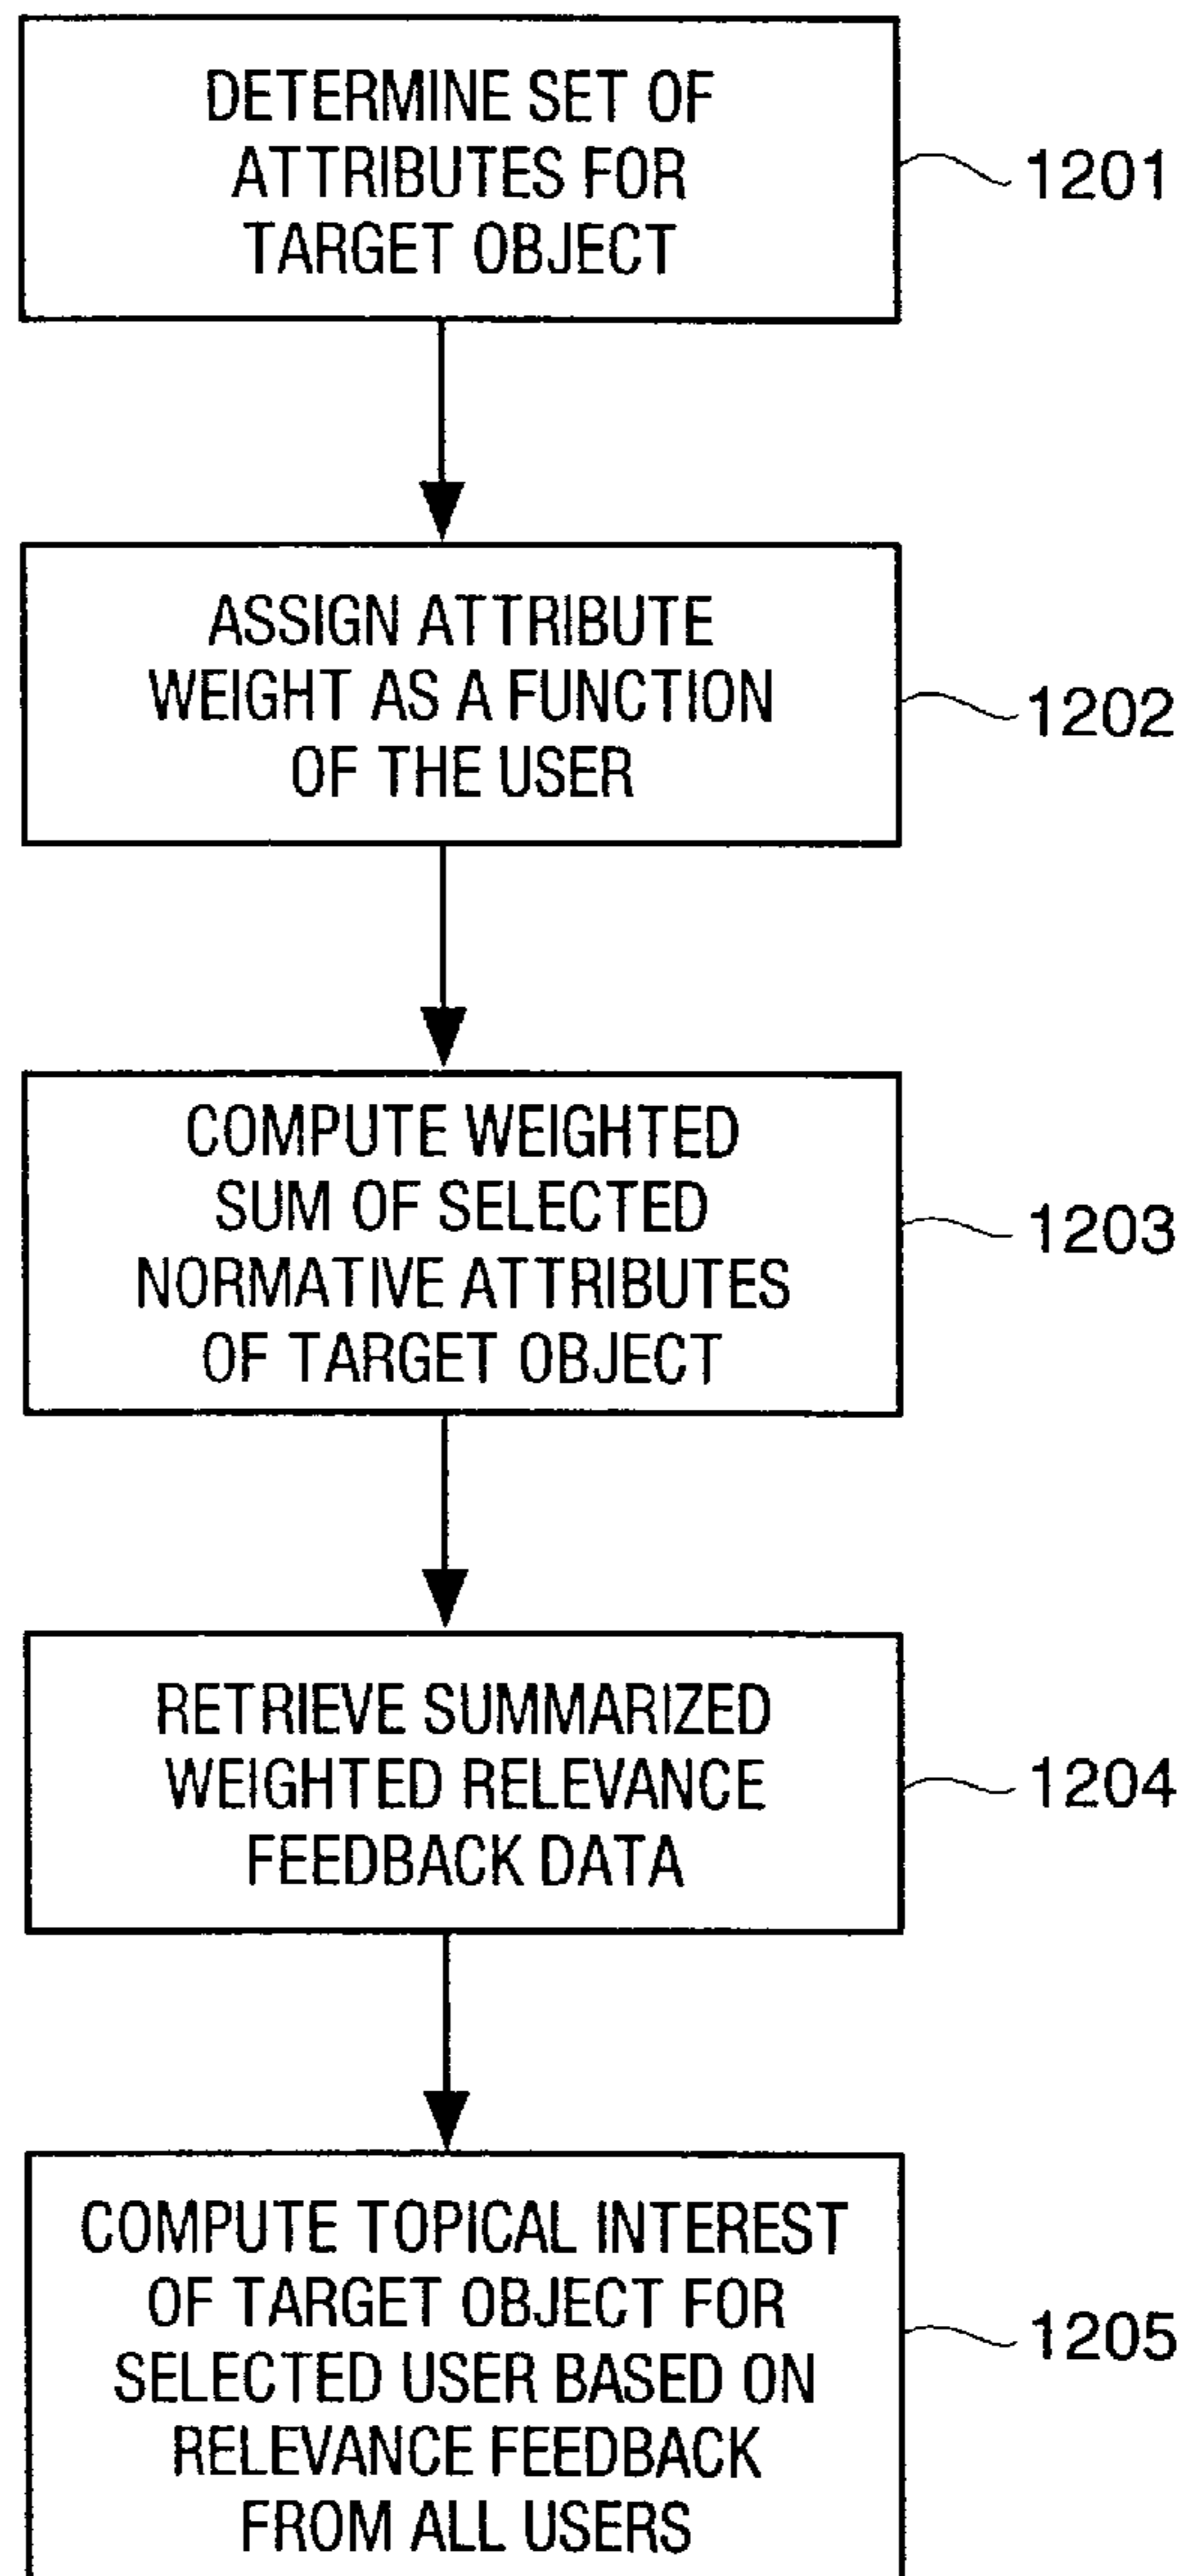 DETERMINE SET OF
ATTRIBUTES FOR
TARGET OBJECT
1201
ASSIGN ATTRIBUTE
WEIGHT AS A FUNCTION
OF THE USER
1202
COMPUTE WEIGHTED
SUM OF SELECTED
NORMATIVE ATTRIBUTES
OF TARGET OBJECT
1203
RETRIEVE SUMMARIZED
WEIGHTED RELEVANCE
FEEDBACK DATA
1204
COMPUTE TOPICAL INTEREST
OF TARGET OBJECT FOR
SELECTED USER BASED ON
RELEVANCE FEEDBACK
FROM ALL USERS
1205